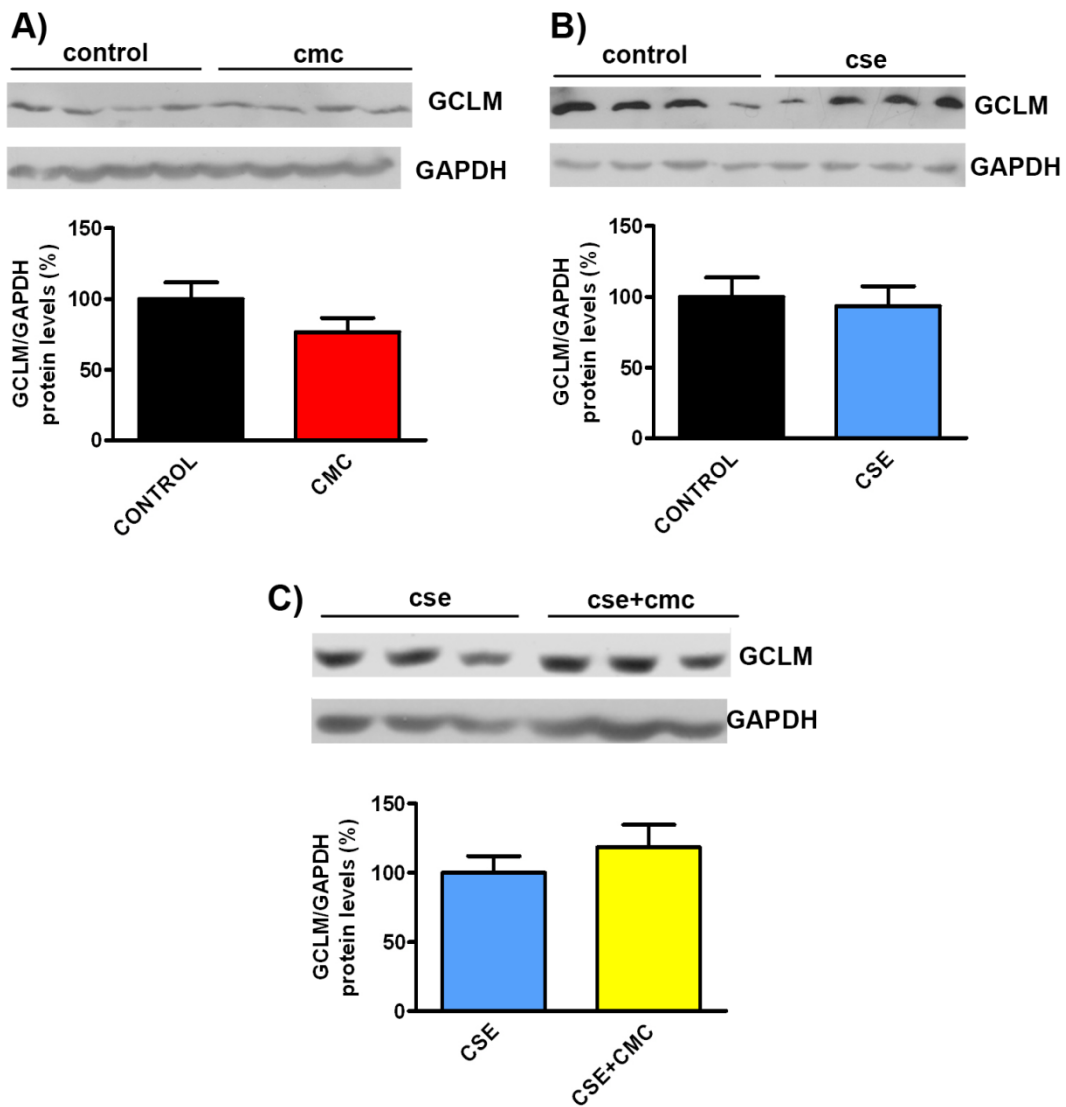 A)
control cmc
GCLM
GAPDH
GCLM/GAPDH
protein levels (%)
150
100
50
0
CONTROL
CMC
B)
control cse
GCLM
GAPDH
GCLM/GAPDH
protein levels (%)
150
100
50
0
CONTROL
CSE
C)
cse cse+cmc
GCLM
GAPDH
GCLM/GAPDH
protein levels (%)
150
100
50
0
CSE
CSE+CMC